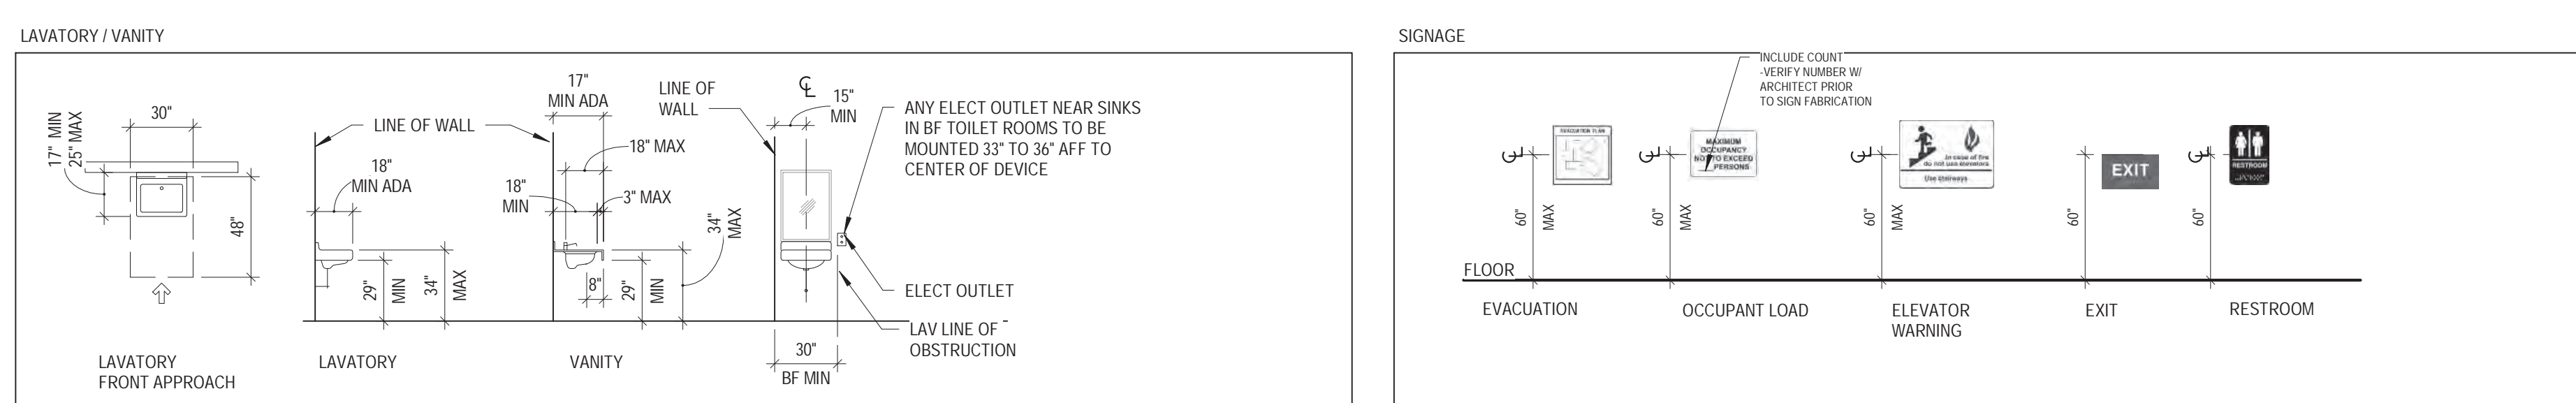 LAVATORY / VANITY
30"
17" MIN
25" MAX
48"
LAVATORY
FRONT APPROACH
LINE OF WALL
18"
MIN ADA
29"
MIN
34"
MAX
LAVATORY
17"
MIN ADA
18" MAX
18"
MIN
3" MAX
8"
29"
MIN
34"
MAX
VANITY
LINE OF
WALL
15"
MIN
ANY ELECT OUTLET NEAR SINKS
IN BF TOILET ROOMS TO BE
MOUNTED 33" TO 36" AFF TO
CENTER OF DEVICE
ELECT OUTLET
LAV LINE OF
OBSTRUCTION
30"
BF MIN
SIGNAGE
INCLUDE COUNT
-VERIFY NUMBER W/
ARCHITECT PRIOR
TO SIGN FABRICATION
EVACUATION PLAN
60"
MAX
MAXIMUM
OCCUPANCY
NOT TO EXCEED
PERSONS
60"
MAX
In case of fire
do not use elevators
Use Stairways
60"
MAX
EXIT
60"
RESTROOM
60"
FLOOR
EVACUATION
OCCUPANT LOAD
ELEVATOR
WARNING
EXIT
RESTROOM